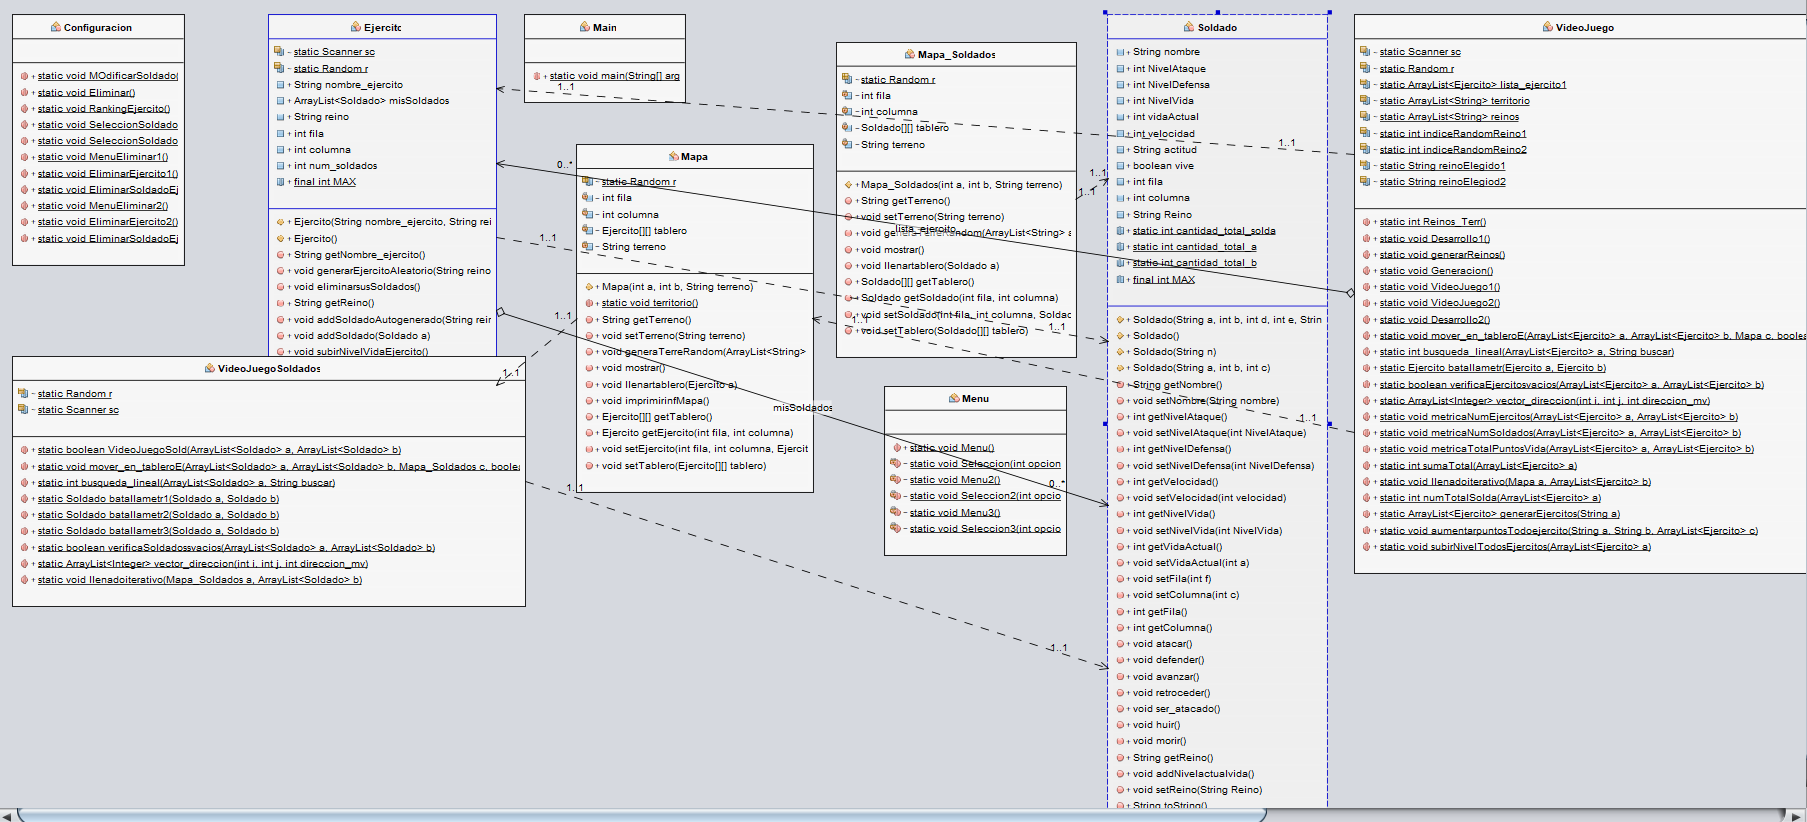 Configuracion
+ static void MOdificarSoldado(
+ static void Eliminar()
+ static void RankingEjercito()
+ static void SeleccionSoldado
+ static void SeleccionSoldado
+ static void MenuEliminar1()
+ static void EliminarEjercito1()
+ static void EliminarSoldadoEj
+ static void MenuEliminar2()
+ static void EliminarEjercito2()
+ static void EliminarSoldadoEj
Ejercito
~ static Scanner sc
~ static Random r
+ String nombre_ejercito
+ ArrayList<Soldado> misSoldados
+ String reino
+ int fila
+ int columna
+ int num_soldados
+ final int MAX
+ Ejercito(String nombre_ejercito, String rei
+ Ejercito()
+ String getNombre_ejercito()
+ void generarEjercitoAleatorio(String reino
+ void eliminarsusSoldados()
+ String getReino()
+ void addSoldadoAutogenerado(String reir
+ void addSoldado(Soldado a)
+ void subirNivelVidaEjercito()
Main
+ static void main(String[] arg
1..1
Mapa
~ static Random r
- int fila
- int columna
- Ejercito[][] tablero
- String terreno
+ Mapa(int a, int b, String terreno)
+ static void territorio()
+ String getTerreno()
+ void setTerreno(String terreno)
+ void generaTerreRandom(ArrayList<String>
+ void mostrar()
+ void llenartablero(Ejercito a)
+ void imprimirinfMapa()
+ Ejercito[][] getTablero()
+ Ejercito getEjercito(int fila, int columna)
+ void setEjercito(int fila, int columna, Ejercit
+ void setTablero(Ejercito[][] tablero)
Mapa_Soldados
~ static Random r
- int fila
- int columna
- Soldado[][] tablero
- String terreno
+ Mapa_Soldados(int a, int b, String terreno)
+ String getTerreno()
+ void setTerreno(String terreno)
+ void generaTerreRandom(ArrayList<String> a
lista_ejercito
+ void mostrar()
+ void llenartablero(Soldado a)
+ Soldado[][] getTablero()
+ Soldado getSoldado(int fila, int columna)
+ void setSoldado(int fila, int columna, Soldac
+ void setTablero(Soldado[][] tablero)
Menu
+ static void Menu()
+ static void Seleccion(int opcion
+ static void Menu2()
+ static void Seleccion2(int opcio
+ static void Menu3()
+ static void Seleccion3(int opcio
Soldado
+ String nombre
+ int NivelAtaque
+ int NivelDefensa
+ int NivelVida
+ int vidaActual
+ int velocidad
+ String actitud
+ boolean vive
+ int fila
+ int columna
+ String Reino
+ static int cantidad_total_solda
+ static int cantidad_total_a
+ static int cantidad_total_b
+ final int MAX
+ Soldado(String a, int b, int d, int e, Strin
+ Soldado()
+ Soldado(String n)
+ Soldado(String a, int b, int c)
+ String getNombre()
+ void setNombre(String nombre)
+ int getNivelAtaque()
+ void setNivelAtaque(int NivelAtaque)
+ int getNivelDefensa()
+ void setNivelDefensa(int NivelDefensa)
+ int getVelocidad()
+ void setVelocidad(int velocidad)
+ int getNivelVida()
+ void setNivelVida(int NivelVida)
+ int getVidaActual()
+ void setVidaActual(int a)
+ void setFila(int f)
+ void setColumna(int c)
+ int getFila()
+ int getColumna()
+ void atacar()
+ void defender()
+ void avanzar()
+ void retroceder()
+ void ser_atacado()
+ void huir()
+ void morir()
+ String getReino()
+ void addNivelactualvida()
+ void setReino(String Reino)
+ String toString()
VideoJuego
~ static Scanner sc
~ static Random r
+ static ArrayList<Ejercito> lista_ejercito1
+ static ArrayList<String> territorio
+ static ArrayList<String> reinos
+ static int indiceRandomReino1
+ static int indiceRandomReino2
~ static String reinoElegido1
~ static String reinoElegiod2
+ static int Reinos_Terr()
+ static void Desarrollo1()
+ static void generarReinos()
+ static void Generacion()
+ static void VideoJuego1()
+ static void VideoJuego2()
+ static void Desarrollo2()
+ static void mover_en_tableroE(ArrayList<Ejercito> a, ArrayList<Ejercito> b, Mapa c, boolea
+ static int busqueda_lineal(ArrayList<Ejercito> a, String buscar)
+ static Ejercito batallametr(Ejercito a, Ejercito b)
+ static boolean verificaEjercitosvacios(ArrayList<Ejercito> a, ArrayList<Ejercito> b)
+ static ArrayList<Integer> vector_direccion(int i, int j, int direccion_mv)
+ static void metricaNumEjercitos(ArrayList<Ejercito> a, ArrayList<Ejercito> b)
+ static void metricaNumSoldados(ArrayList<Ejercito> a, ArrayList<Ejercito> b)
+ static void metricaTotalPuntosVida(ArrayList<Ejercito> a, ArrayList<Ejercito> b)
+ static int sumaTotal(ArrayList<Ejercito> a)
+ static void llenadoiterativo(Mapa a, ArrayList<Ejercito> b)
+ static int numTotalSolda(ArrayList<Ejercito> a)
+ static ArrayList<Ejercito> generarEjercitos(String a)
+ static void aumentarpuntosTodoejercito(String a, String b, ArrayList<Ejercito> c)
+ static void subirNivelTodosEjercitos(ArrayList<Ejercito> a)
VideoJuegoSoldados
~ static Random r
~ static Scanner sc
+ static boolean VideoJuegoSold(ArrayList<Soldado> a, ArrayList<Soldado> b)
+ static void mover_en_tableroE(ArrayList<Soldado> a, ArrayList<Soldado> b, Mapa_Soldados c, boolea
+ static int busqueda_lineal(ArrayList<Soldado> a, String buscar)
+ static Soldado batallametr1(Soldado a, Soldado b)
+ static Soldado batallametr2(Soldado a, Soldado b)
+ static Soldado batallametr3(Soldado a, Soldado b)
+ static boolean verificaSoldadossvacios(ArrayList<Soldado> a, ArrayList<Soldado> b)
+ static ArrayList<Integer> vector_direccion(int i, int j, int direccion_mv)
+ static void llenadoiterativo(Mapa_Soldados a, ArrayList<Soldado> b)
1..1
0..*
1..1
1..1
1..1
1..1
1..1
1..1
1..1
1..1
1..1
misSoldados
0..*
1..1
1..1